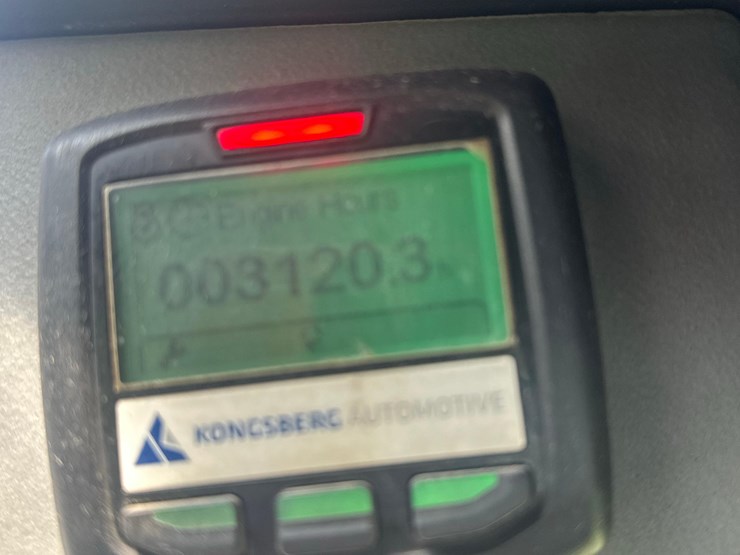 Engine Hours
003120.3
KONGSBERG AUTOMOTIVE